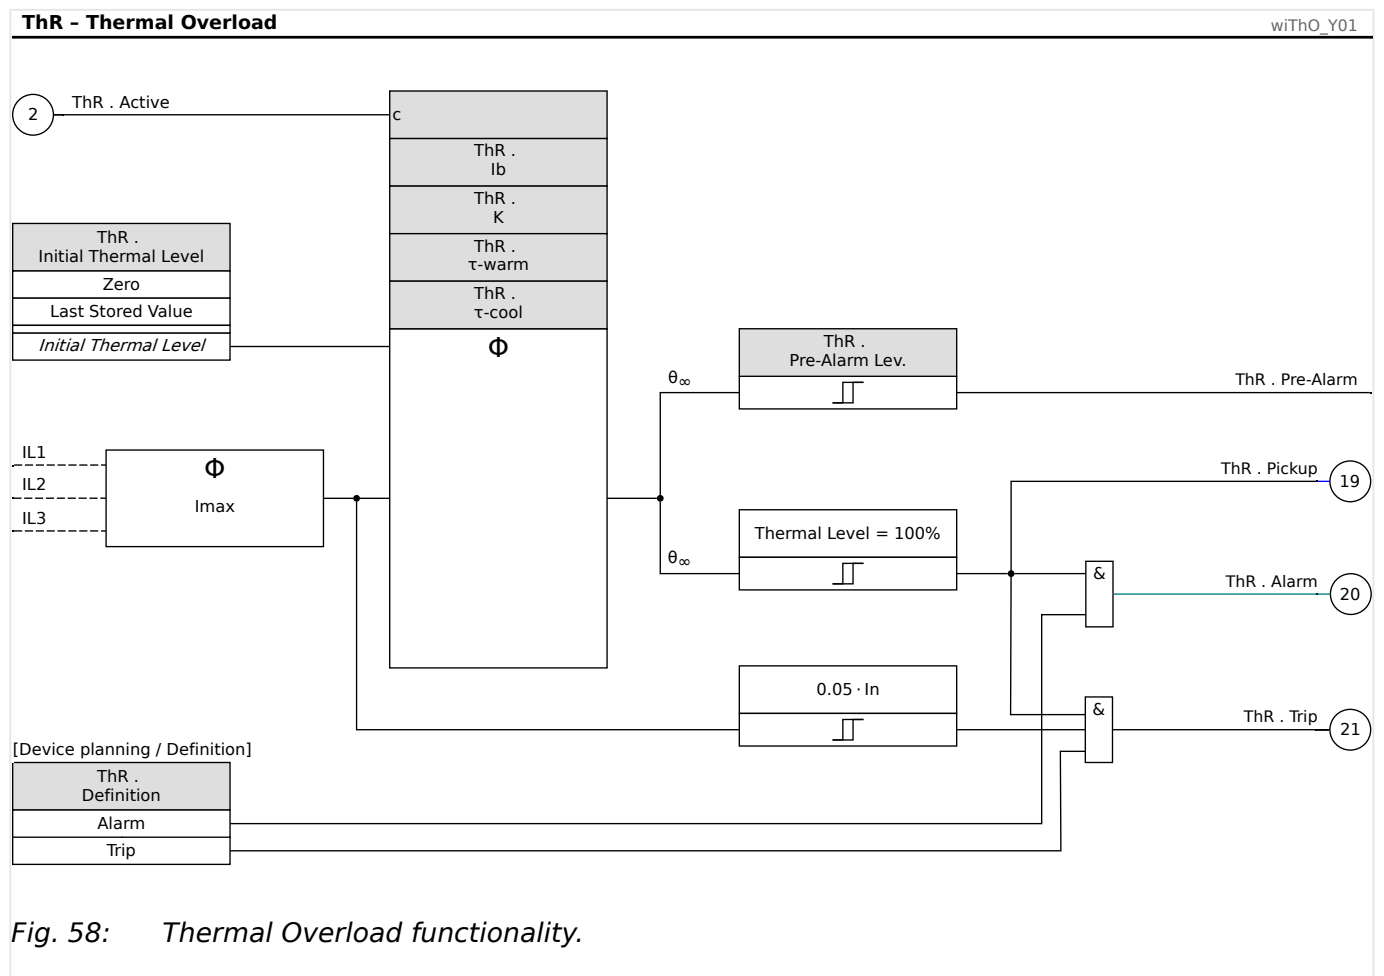 ThR – Thermal Overload
wiThO_Y01
2
ThR . Active
c
ThR .
Ib
ThR .
K
ThR .
τ-warm
ThR .
τ-cool
Φ
ThR .
Initial Thermal Level
Zero
Last Stored Value
Initial Thermal Level
IL1
IL2
IL3
Φ
Imax
θ∞
ThR .
Pre-Alarm Lev.
ThR . Pre-Alarm
θ∞
Thermal Level = 100%
ThR . Pickup
19
&
ThR . Alarm
20
0.05 · In
&
ThR . Trip
21
[Device planning / Definition]
ThR .
Definition
Alarm
Trip
Fig. 58: Thermal Overload functionality.